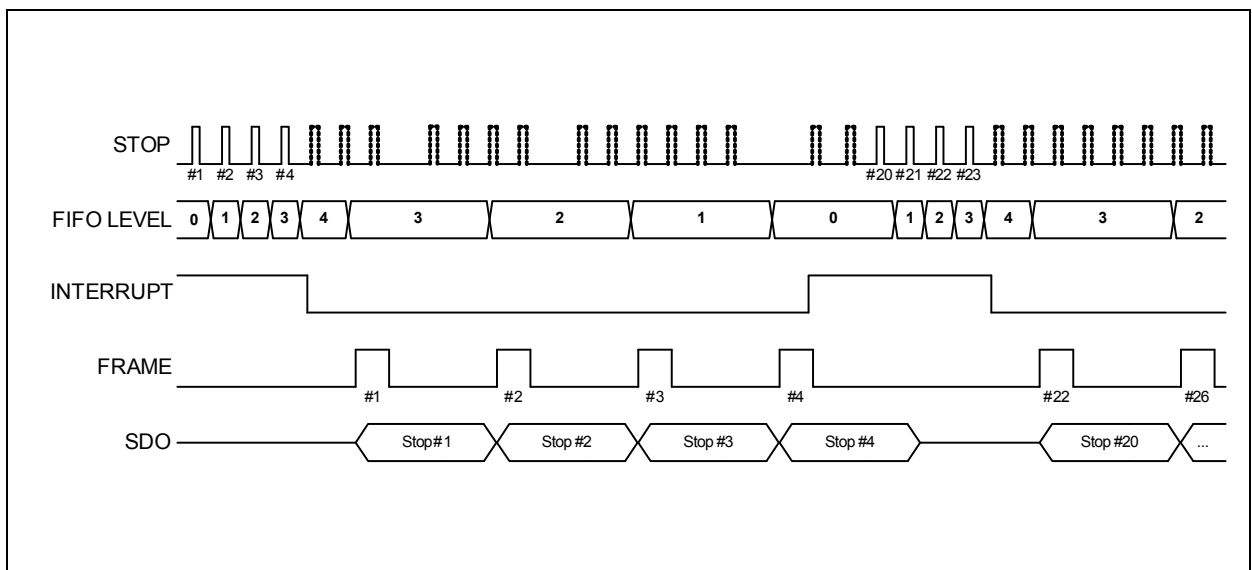 STOP
#1 #2 #3 #4 #20 #21 #22 #23
FIFO LEVEL 0 1 2 3 4 3 2 1 0 1 2 3 4 3 2
INTERRUPT
FRAME
#1 #2 #3 #4 #22 #26
SDO Stop#1 Stop #2 Stop #3 Stop #4 Stop #20 ...